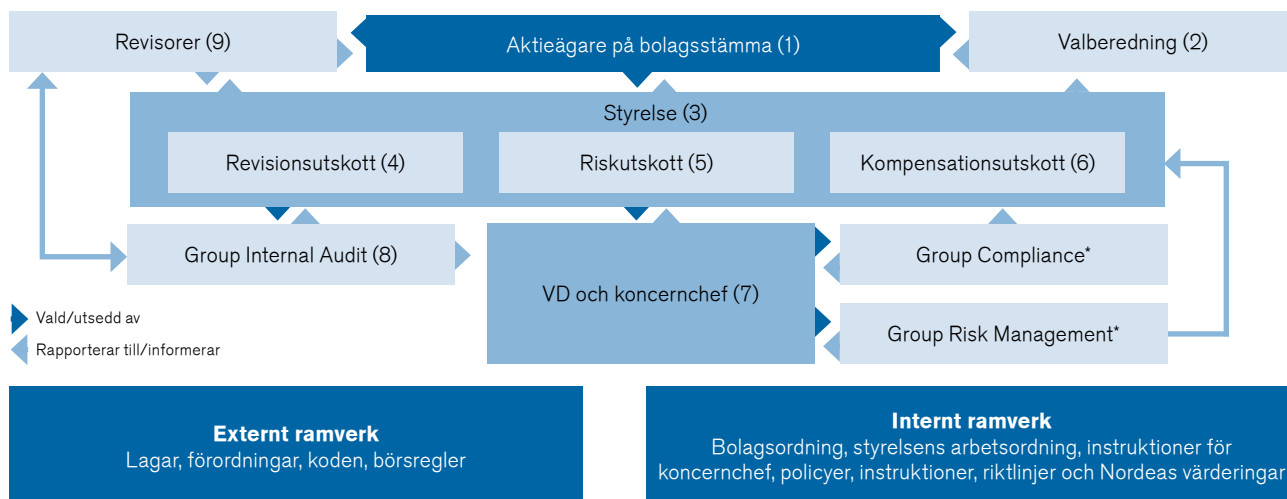 Revisorer (9)
Aktieägare på bolagsstämma (1)
Valberedning (2)
Styrelse (3)
Revisionsutskott (4)
Riskutskott (5)
Kompensationsutskott (6)
Group Internal Audit (8)
VD och koncernchef (7)
Group Compliance*
Group Risk Management*
Vald/utsedd av
Rapporterar till/informerar
Externt ramverk
Lagar, förordningar, koden, börsregler
Internt ramverk
Bolagsordning, styrelsens arbetsordning, instruktioner för
koncernchef, policyer, instruktioner, riktlinjer och Nordeas värderingar